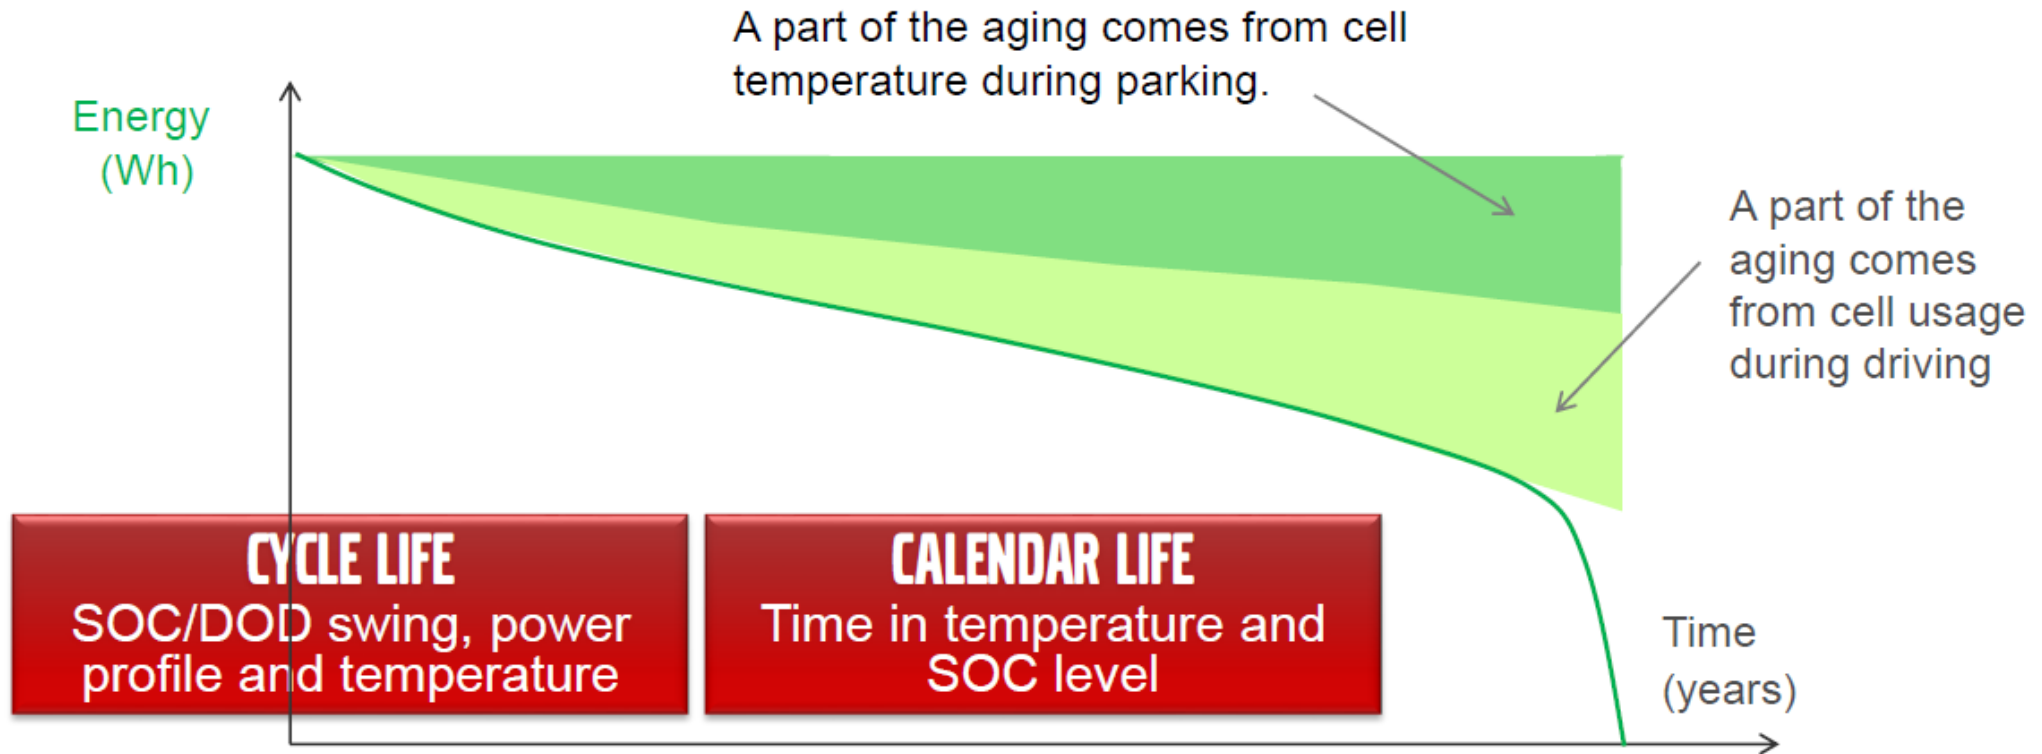 A part of the aging comes from cell
temperature during parking.
Energy
(Wh)
A part of the
aging comes
from cell usage
during driving
CYCLE LIFE
SOC/DOD swing, power
profile and temperature
CALENDAR LIFE
Time in temperature and
SOC level
Time
(years)